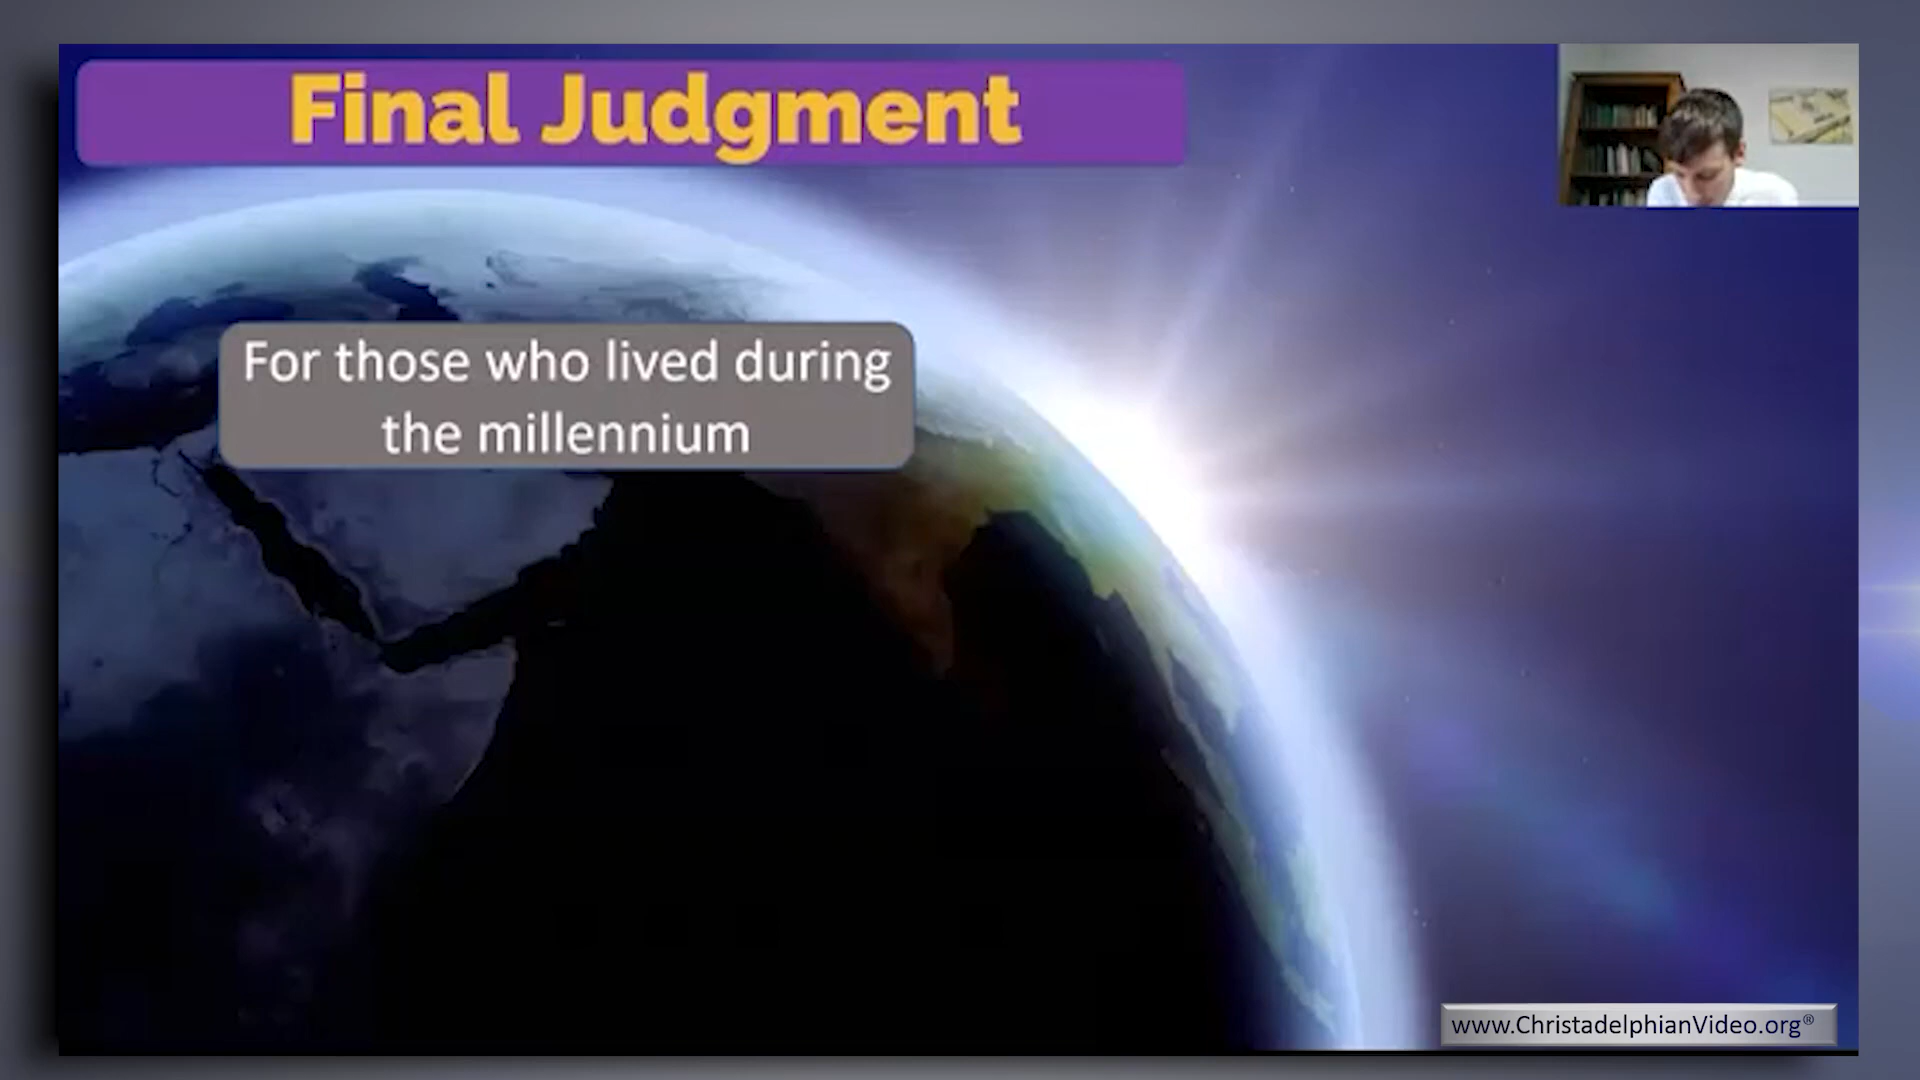 Final Judgment
For those who lived during
the millennium
www.ChristadelphianVideo.org®